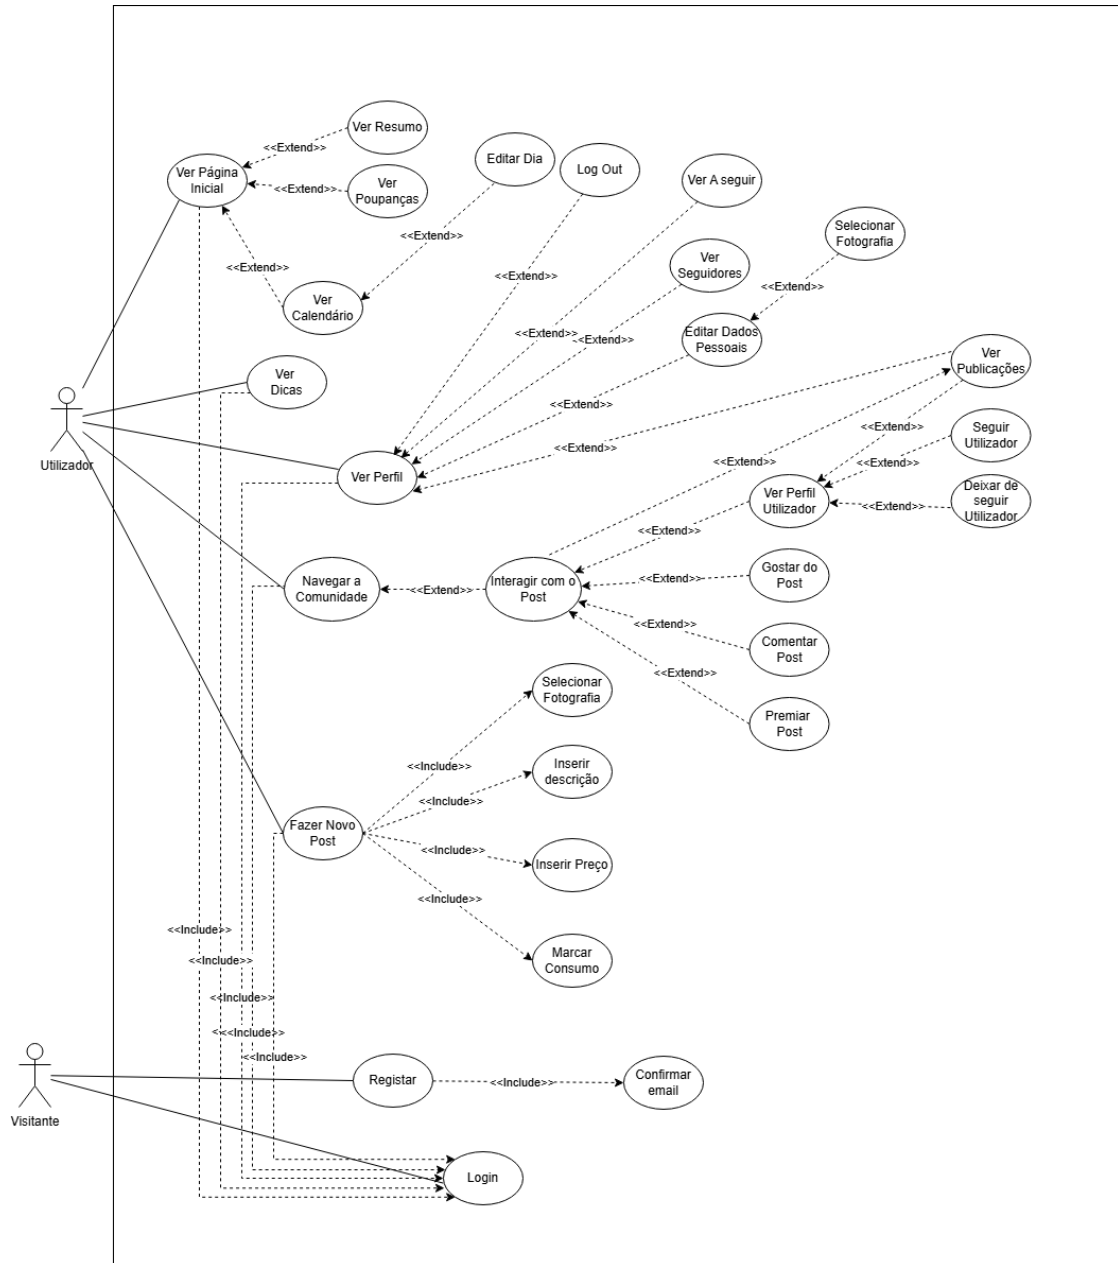 Ver Resumo
<<Extend>>
Ver Página
Inicial
Ver
Poupanças
<<Extend>>
Editar Dia
Log Out
Ver A seguir
Selecionar
Fotografia
<<Extend>>
<<Extend>>
Ver
Calendário
<<Extend>>
Ver
Seguidores
<<Extend>>
Editar Dados
Pessoais
<<Extend>>
<<Extend>>
Ver
Publicações
Ver
Dicas
<<Extend>>
<<Extend>>
<<Extend>>
Seguir
Utilizador
<<Extend>>
<<Extend>>
Utilizador
Ver Perfil
Ver Perfil
Utilizador
Deixar de
seguir
Utilizador
<<Extend>>
<<Extend>>
Navegar a
Comunidade
<<Extend>>
Interagir com o
Post
<<Extend>>
Gostar do
Post
<<Extend>>
Comentar
Post
<<Extend>>
Premiar
Post
Selecionar
Fotografia
<<Include>>
Inserir
descrição
<<Include>>
Fazer Novo
Post
<<Include>>
Inserir Preço
<<Include>>
Marcar
Consumo
<<Include>>
<<Include>>
<<Include>>
<<Include>>
<<Include>>
Visitante
Registar
<<Include>>
Confirmar
email
Login